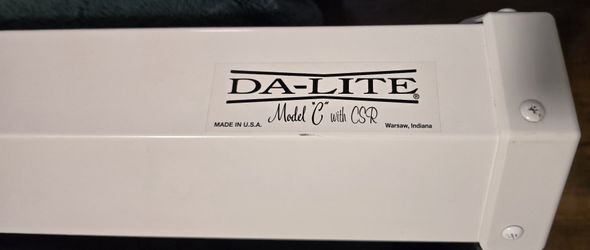 DA-LITE®
Model "C" with CSR
MADE IN U.S.A. Warsaw, Indiana